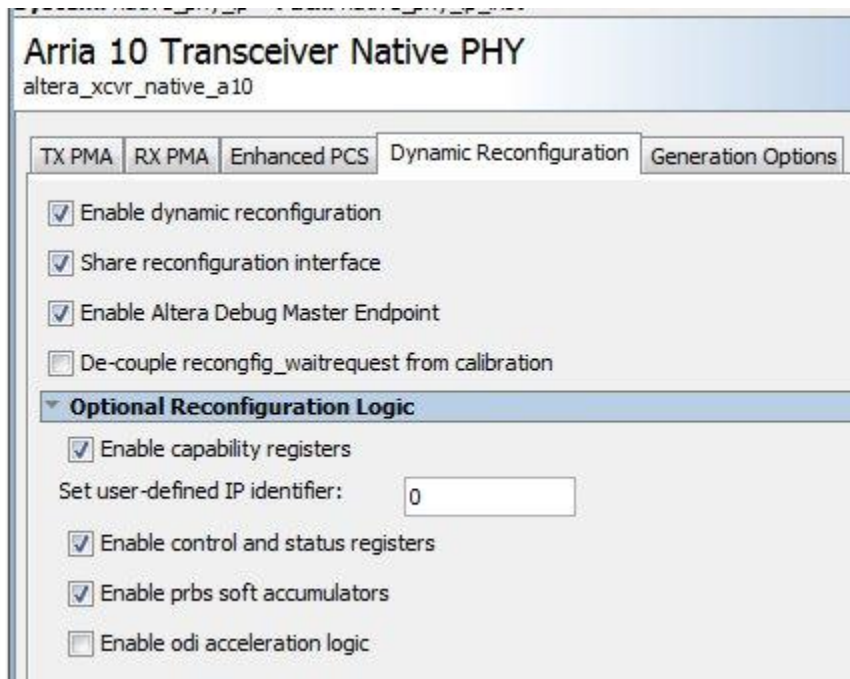 Arria 10 Transceiver Native PHY
altera_xcvr_native_a10
TX PMA RX PMA Enhanced PCS Dynamic Reconfiguration Generation Options
Enable dynamic reconfiguration
Share reconfiguration interface
Enable Altera Debug Master Endpoint
De-couple recongfig_waitrequest from calibration
Optional Reconfiguration Logic
Enable capability registers
Set user-defined IP identifier: 0
Enable control and status registers
Enable prbs soft accumulators
Enable odi acceleration logic